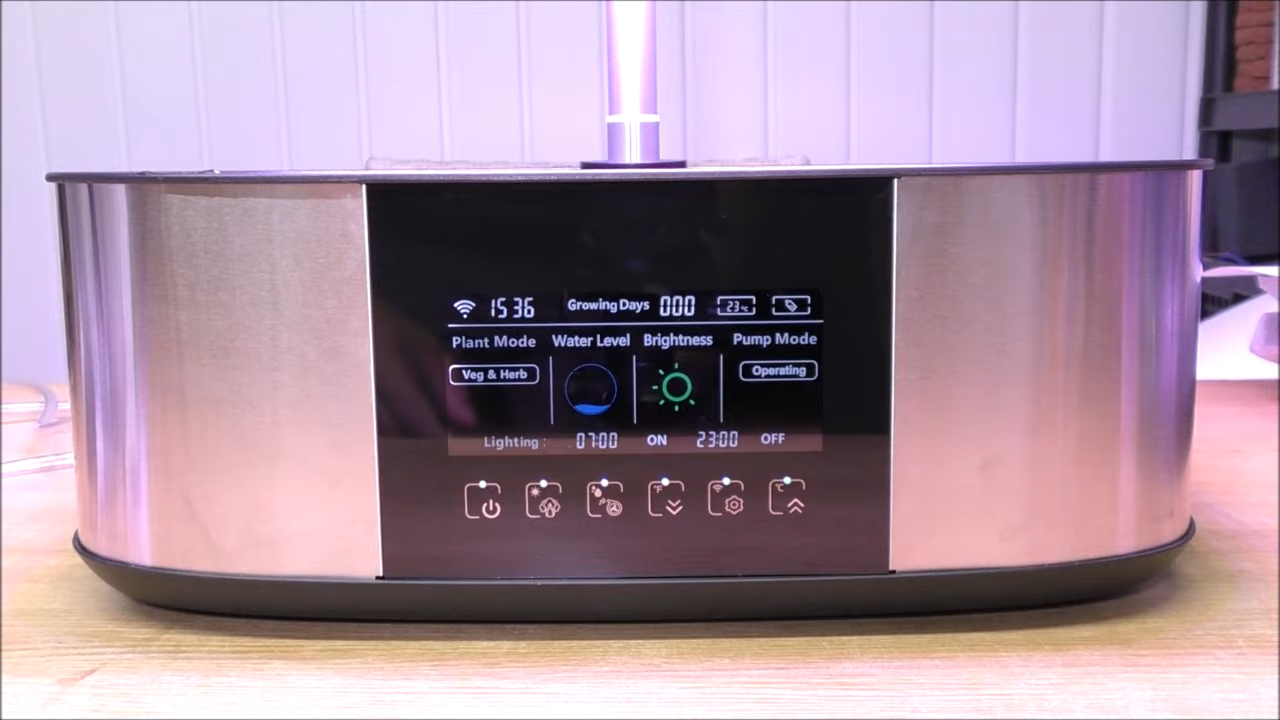 15 36 Growing Days 000 23°C
Plant Mode Water Level Brightness Pump Mode
Veg & Herb Operating
Lighting : 07:00 ON 23:00 OFF
°F °C